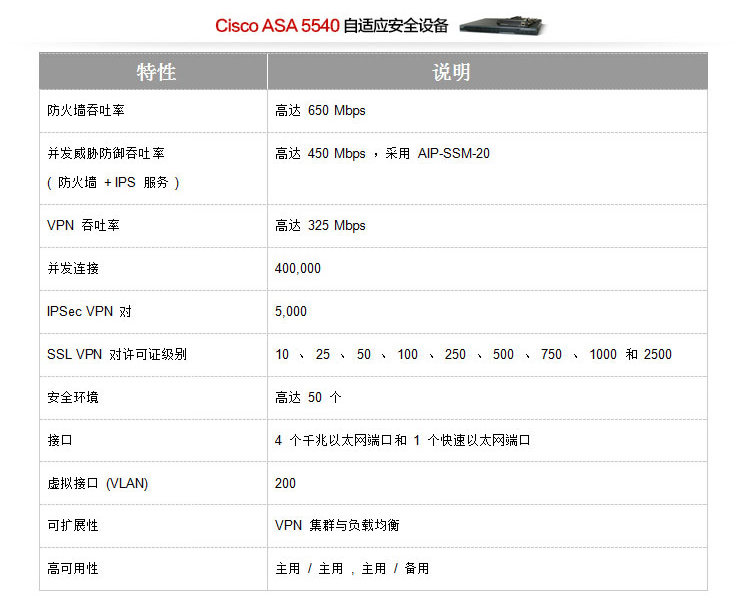 Cisco ASA 5540 自适应安全设备
特性 说明
防火墙吞吐率 高达 650 Mbps
并发威胁防御吞吐率 高达 450 Mbps ，采用 AIP-SSM-20
( 防火墙 + IPS 服务 )
VPN 吞吐率 高达 325 Mbps
并发连接 400,000
IPSec VPN 对 5,000
SSL VPN 对许可证级别 10 、 25 、 50 、 100 、 250 、 500 、 750 、 1000 和 2500
安全环境 高达 50 个
接口 4 个千兆以太网端口和 1 个快速以太网端口
虚拟接口 (VLAN) 200
可扩展性 VPN 集群与负载均衡
高可用性 主用 / 主用 , 主用 / 备用